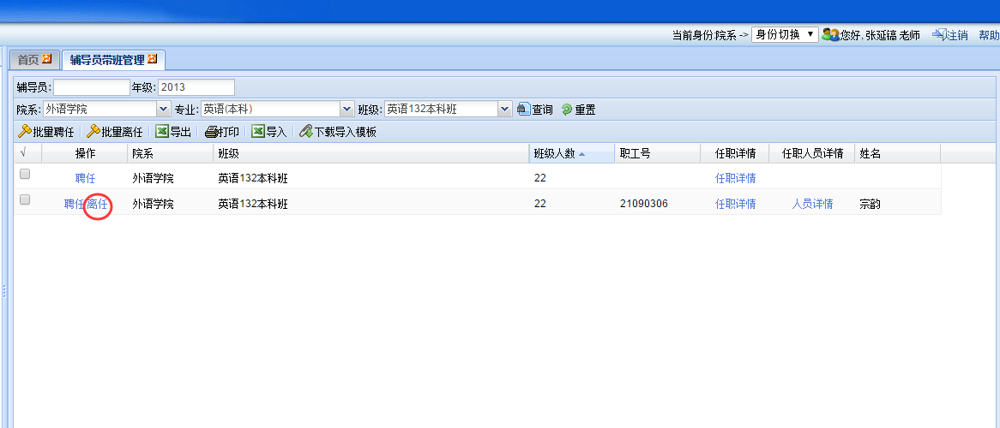 当前身份:院系 -> 身份切换 您好, 张延镐 老师 注销 帮助
首页 辅导员带班管理
辅导员: 年级: 2013
院系: 外语学院 专业: 英语(本科) 班级: 英语132本科班 查询 重置
批量聘任 批量离任 导出 打印 导入 下载导入模板
√ 操作 院系 班级 班级人数 职工号 任职详情 任职人员详情 姓名
聘任 外语学院 英语132本科班 22 任职详情
聘任 离任 外语学院 英语132本科班 22 21090306 任职详情 人员详情 宗韵